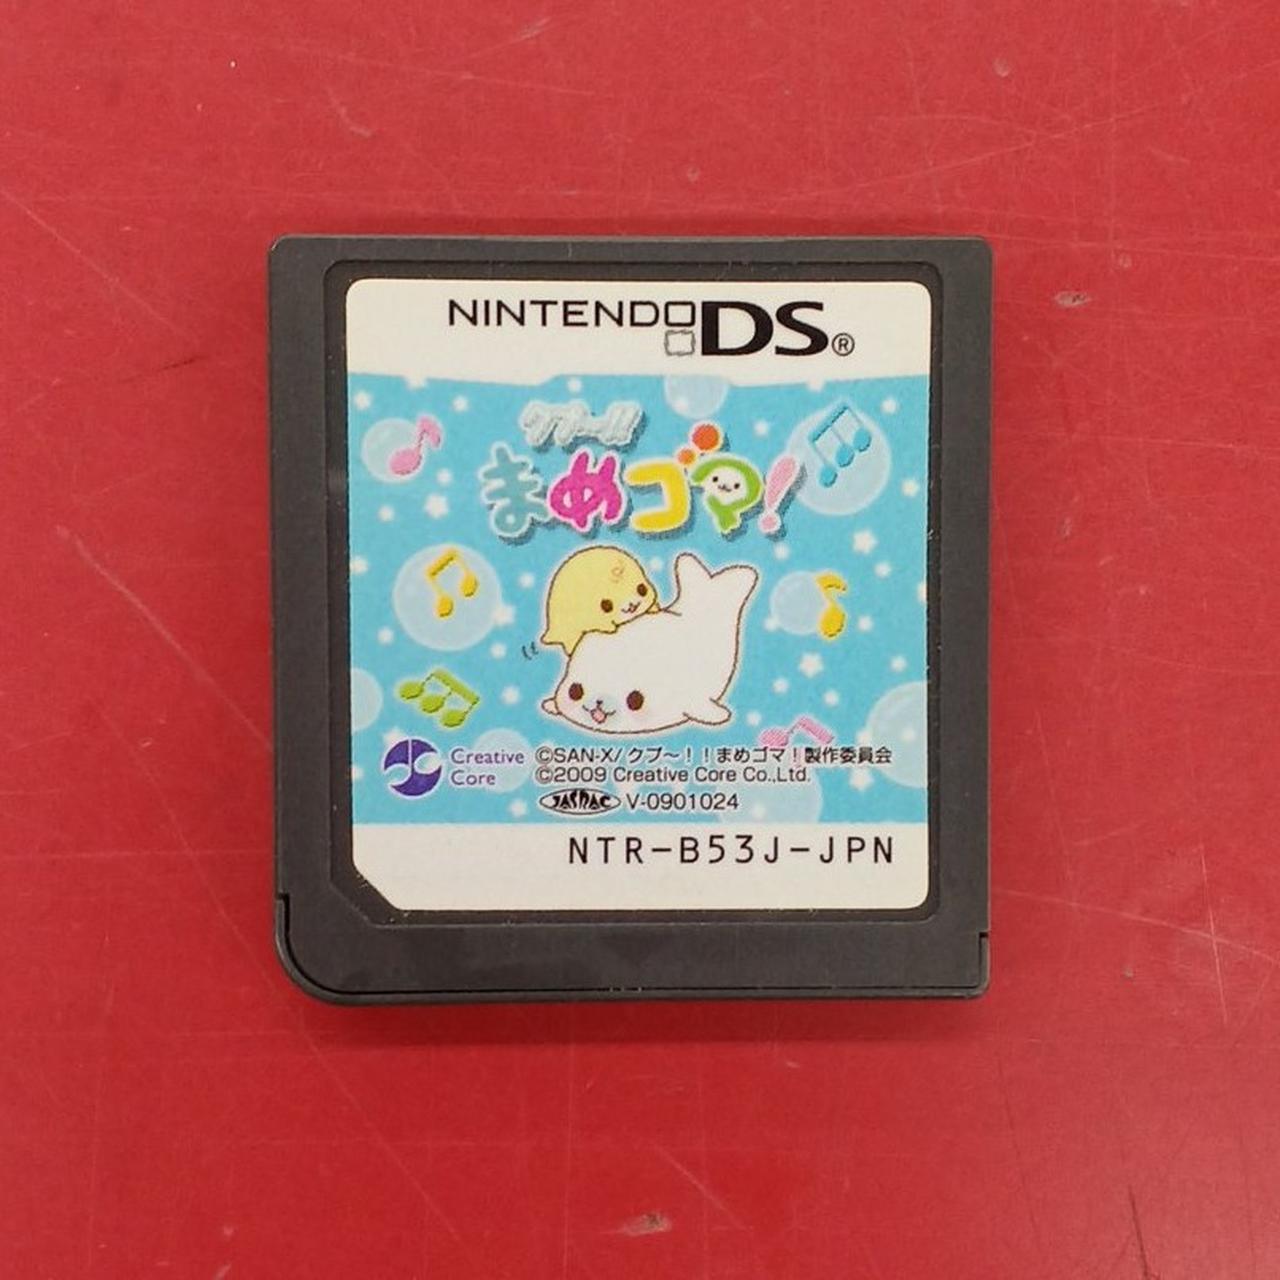 NINTENDO DS®
クプ〜!!
まめゴマ!
Creative Core
©SAN-X/クプ〜!!まめゴマ!製作委員会
©2009 Creative Core Co.,Ltd.
JASRAC V-0901024
NTR-B53J-JPN